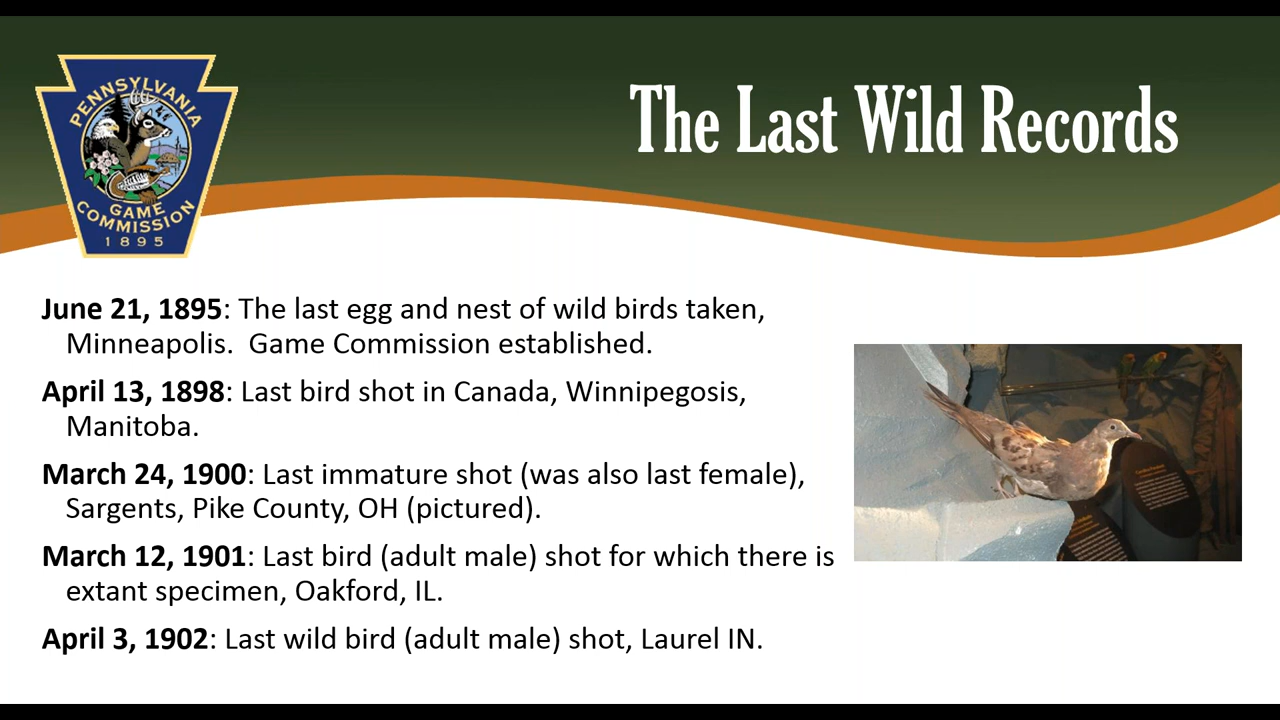 PENNSYLVANIA
GAME
COMMISSION
1895
The Last Wild Records
June 21, 1895: The last egg and nest of wild birds taken,
Minneapolis.  Game Commission established.
April 13, 1898: Last bird shot in Canada, Winnipegosis,
Manitoba.
March 24, 1900: Last immature shot (was also last female),
Sargents, Pike County, OH (pictured).
March 12, 1901: Last bird (adult male) shot for which there is
extant specimen, Oakford, IL.
April 3, 1902: Last wild bird (adult male) shot, Laurel IN.